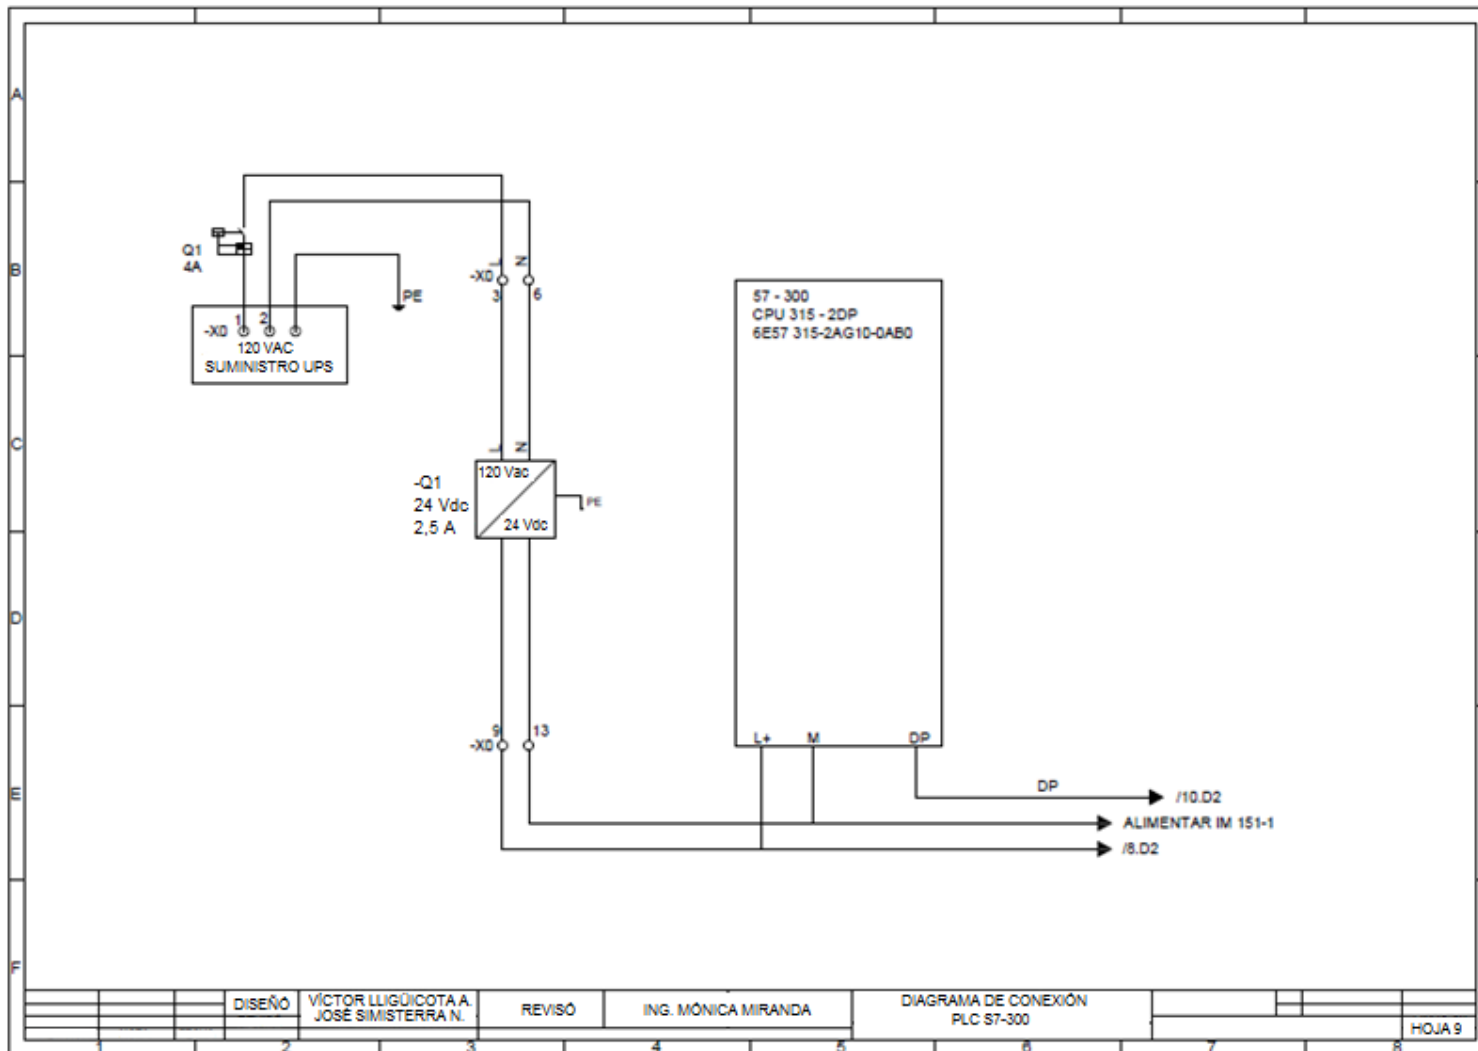 A
B
C
D
E
F
Q1
4A
-X0
1
2
120 VAC
SUMINISTRO UPS
PE
-X0
L
N
3
6
L
N
120 Vac
24 Vdc
-Q1
24 Vdc
2,5 A
PE
9
13
-X0
57 - 300
CPU 315 - 2DP
6E57 315-2AG10-0AB0
L+
M
DP
DP
/10.D2
ALIMENTAR IM 151-1
/8.D2
DISEÑÓ
VÍCTOR LLIGÜICOTA A.
JOSÉ SIMISTERRA N.
REVISÓ
ING. MÓNICA MIRANDA
DIAGRAMA DE CONEXIÓN
PLC S7-300
HOJA 9
1
2
3
4
5
6
7
8